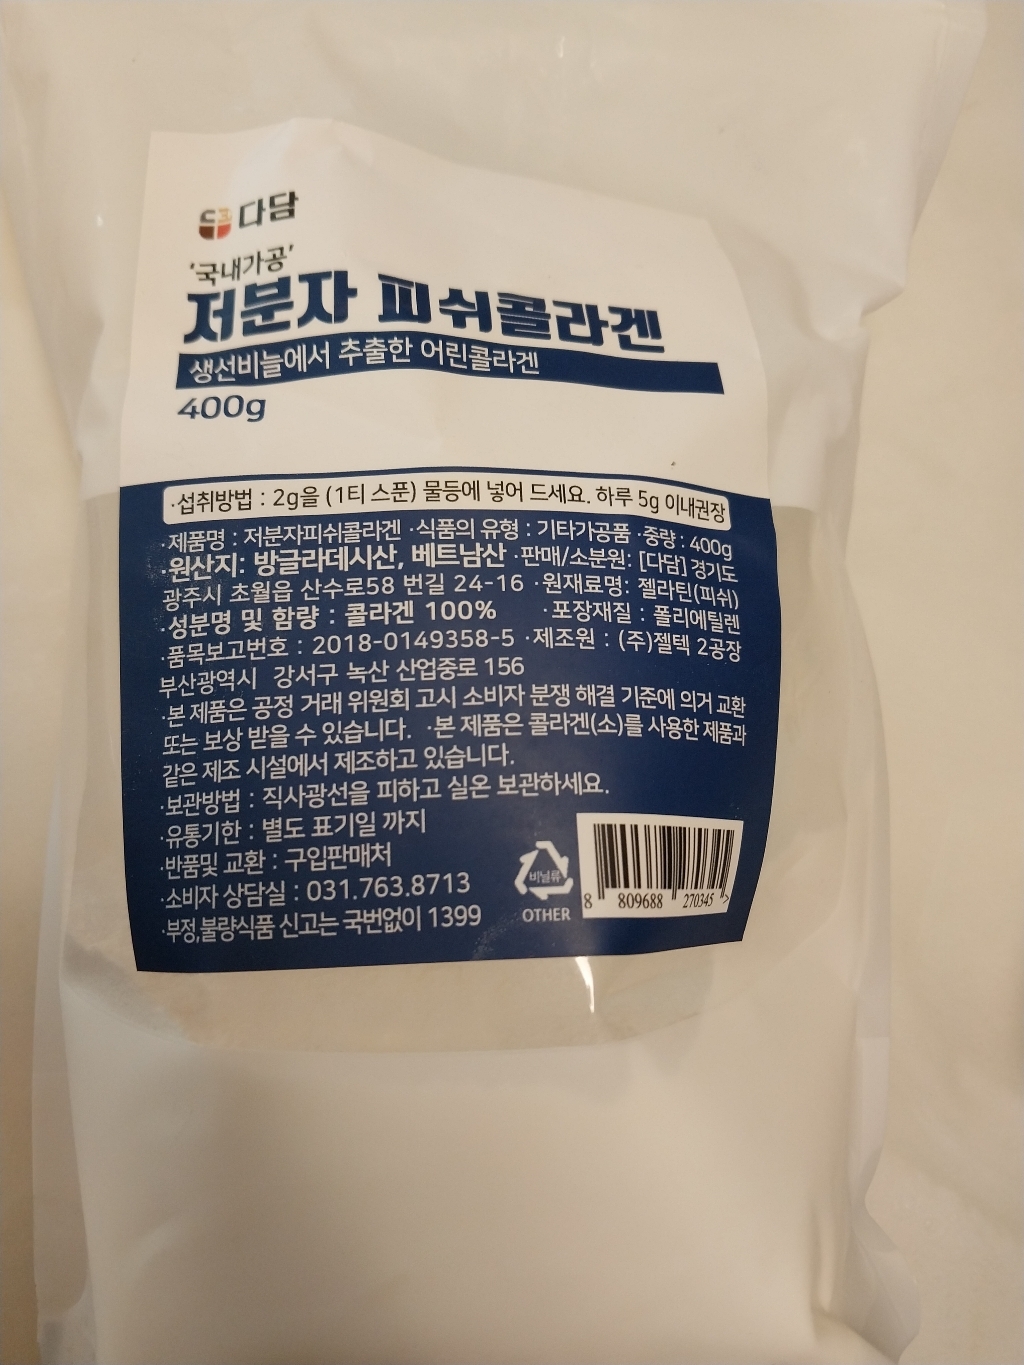 다담
'국내가공'
저분자 피쉬콜라겐
생선비늘에서 추출한 어린콜라겐
400g
·섭취방법 : 2g을 (1티 스푼) 물등에 넣어 드세요. 하루 5g 이내권장
·제품명 : 저분자피쉬콜라겐 ·식품의 유형 : 기타가공품 ·중량 : 400g
·원산지: 방글라데시산, 베트남산 ·판매/소분원: [다담] 경기도
광주시 초월읍 산수로58 번길 24-16 ·원재료명: 젤라틴(피쉬)
·성분명 및 함량 : 콜라겐 100% ·포장재질 : 폴리에틸렌
·품목보고번호 : 2018-0149358-5 ·제조원 : (주)젤텍 2공장
부산광역시 강서구 녹산 산업중로 156
·본 제품은 공정 거래 위원회 고시 소비자 분쟁 해결 기준에 의거 교환
또는 보상 받을 수 있습니다. ·본 제품은 콜라겐(소)를 사용한 제품과
같은 제조 시설에서 제조하고 있습니다.
·보관방법 : 직사광선을 피하고 실온 보관하세요.
·유통기한 : 별도 표기일 까지
·반품및 교환 : 구입판매처
·소비자 상담실 : 031.763.8713
·부정,불량식품 신고는 국번없이 1399
비닐류
OTHER
8 809688 270345 >